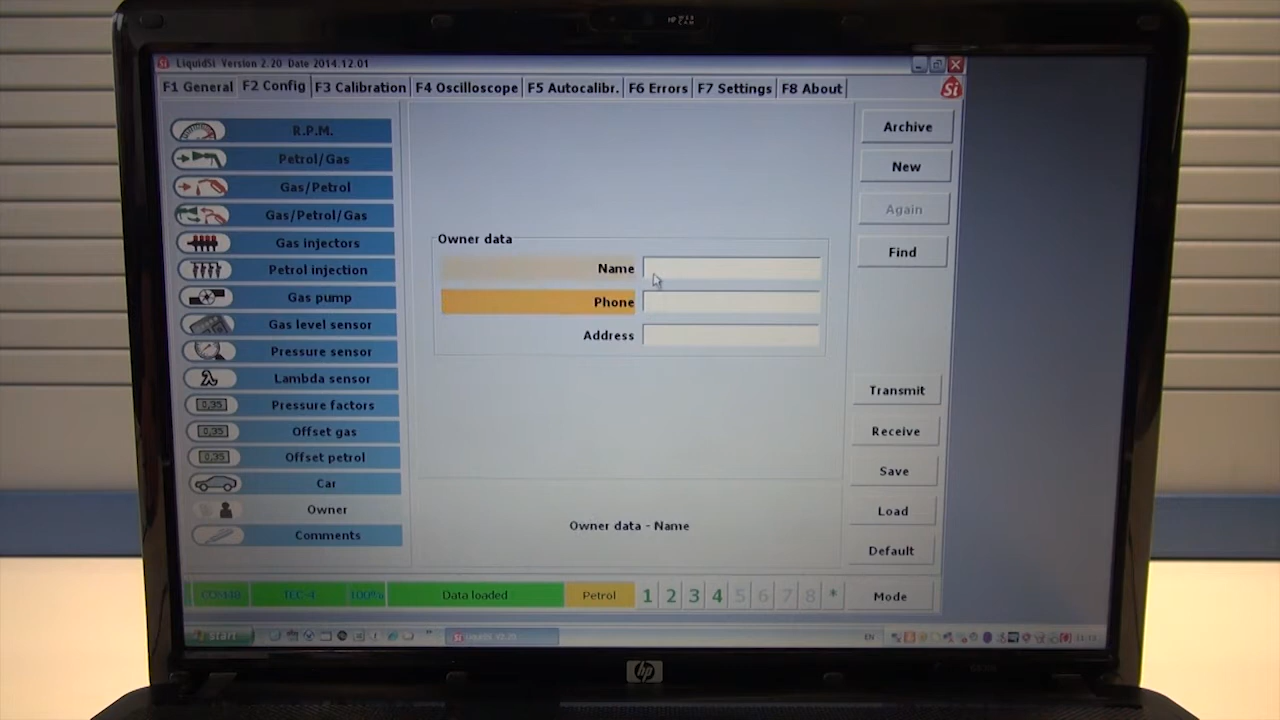 LiquidSi Version 2.20 Date 2014.12.01
F1 General F2 Config F3 Calibration F4 Oscilloscope F5 Autocalibr. F6 Errors F7 Settings F8 About
Si
R.P.M.
Petrol/Gas
Gas/Petrol
Gas/Petrol/Gas
Gas injectors
Petrol injection
Gas pump
Gas level sensor
Pressure sensor
Lambda sensor
0,35 Pressure factors
0,35 Offset gas
0,35 Offset petrol
Car
Owner
Comments
Owner data
Name
Phone
Address
Owner data - Name
Archive
New
Again
Find
Transmit
Receive
Save
Load
Default
100% Data loaded Petrol 1 2 3 4 5 6 7 8 * Mode
start EN
hp